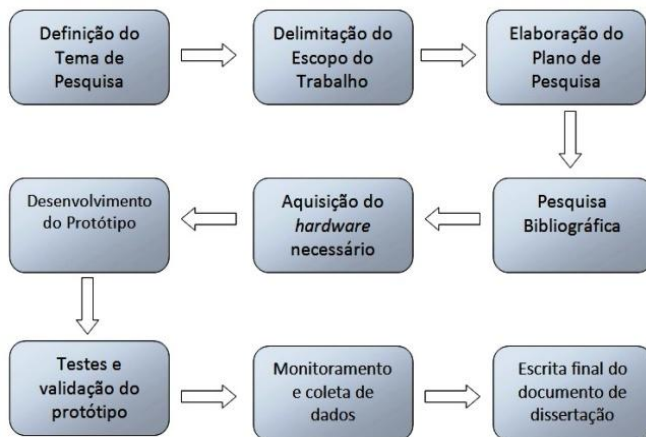 Definição do
Tema de
Pesquisa
Delimitação do
Escopo do
Trabalho
Elaboração do
Plano de
Pesquisa
Pesquisa
Bibliográfica
Aquisição do
hardware
necessário
Desenvolvimento
do Protótipo
Testes e
validação do
protótipo
Monitoramento
e coleta de
dados
Escrita final do
documento de
dissertação